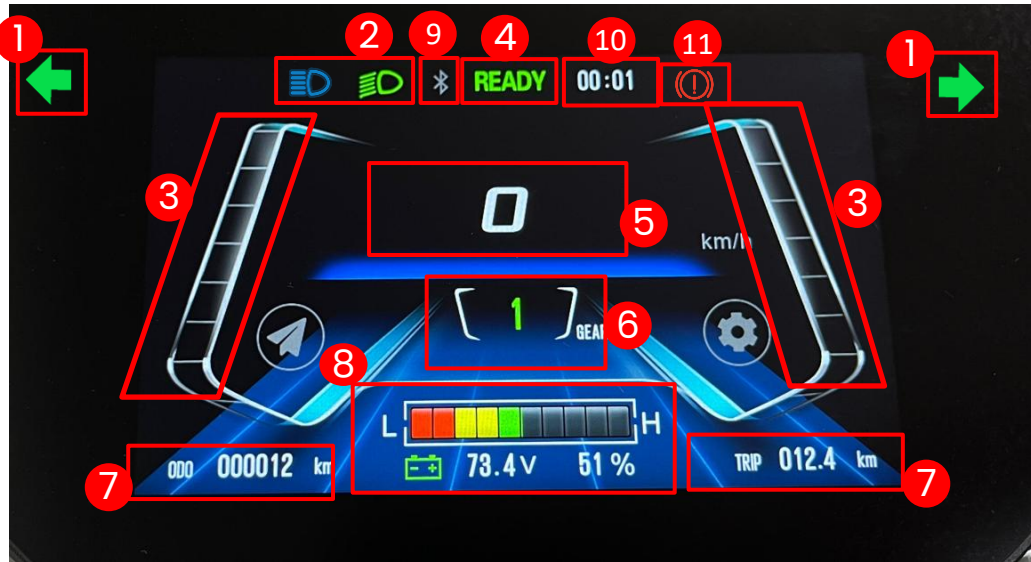 1 2 9 4 10 11 1
READY 00:01
3 3
0 5
km/h
1 GEAR 6
8
L H
73.4 V 51 %
ODO 000012 km TRIP 012.4 km
7 7